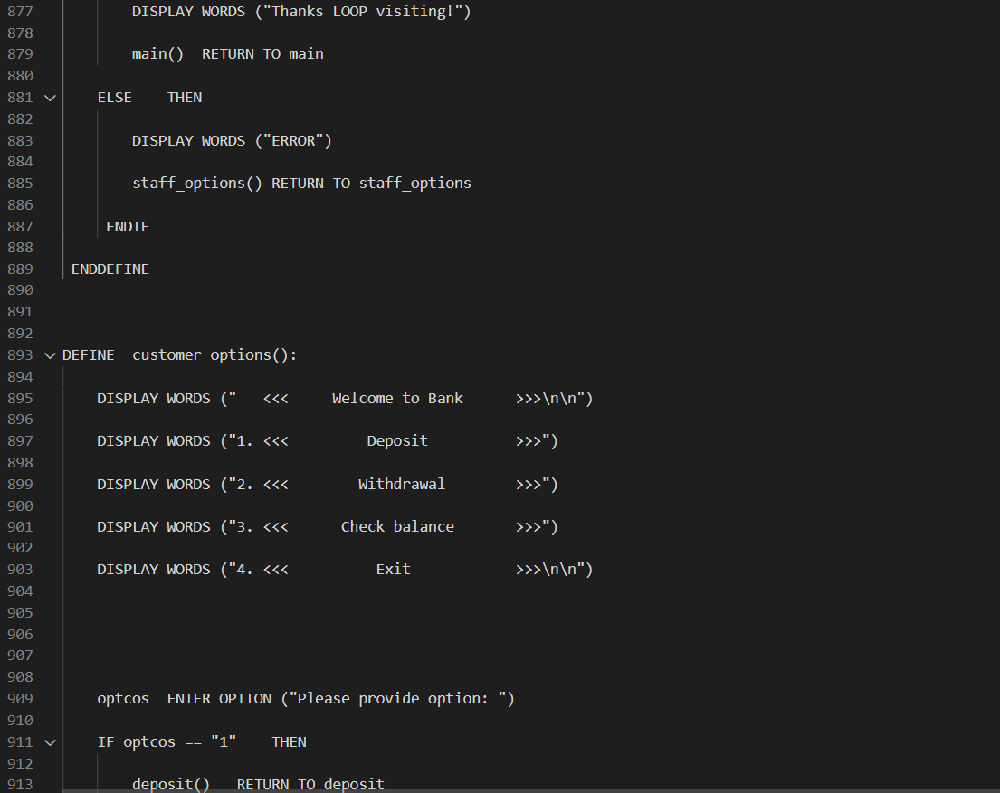 877 DISPLAY WORDS ("Thanks LOOP visiting!")
878
879 main()  RETURN TO main
880
881 ELSE    THEN
882
883 DISPLAY WORDS ("ERROR")
884
885 staff_options() RETURN TO staff_options
886
887 ENDIF
888
889 ENDDEFINE
890
891
892
893 DEFINE  customer_options():
894
895 DISPLAY WORDS ("   <<<     Welcome to Bank      >>>\n\n")
896
897 DISPLAY WORDS ("1. <<<         Deposit          >>>")
898
899 DISPLAY WORDS ("2. <<<        Withdrawal        >>>")
900
901 DISPLAY WORDS ("3. <<<      Check balance       >>>")
902
903 DISPLAY WORDS ("4. <<<          Exit            >>>\n\n")
904
905
906
907
908
909 optcos  ENTER OPTION ("Please provide option: ")
910
911 IF optcos == "1"    THEN
912
913 deposit()   RETURN TO deposit